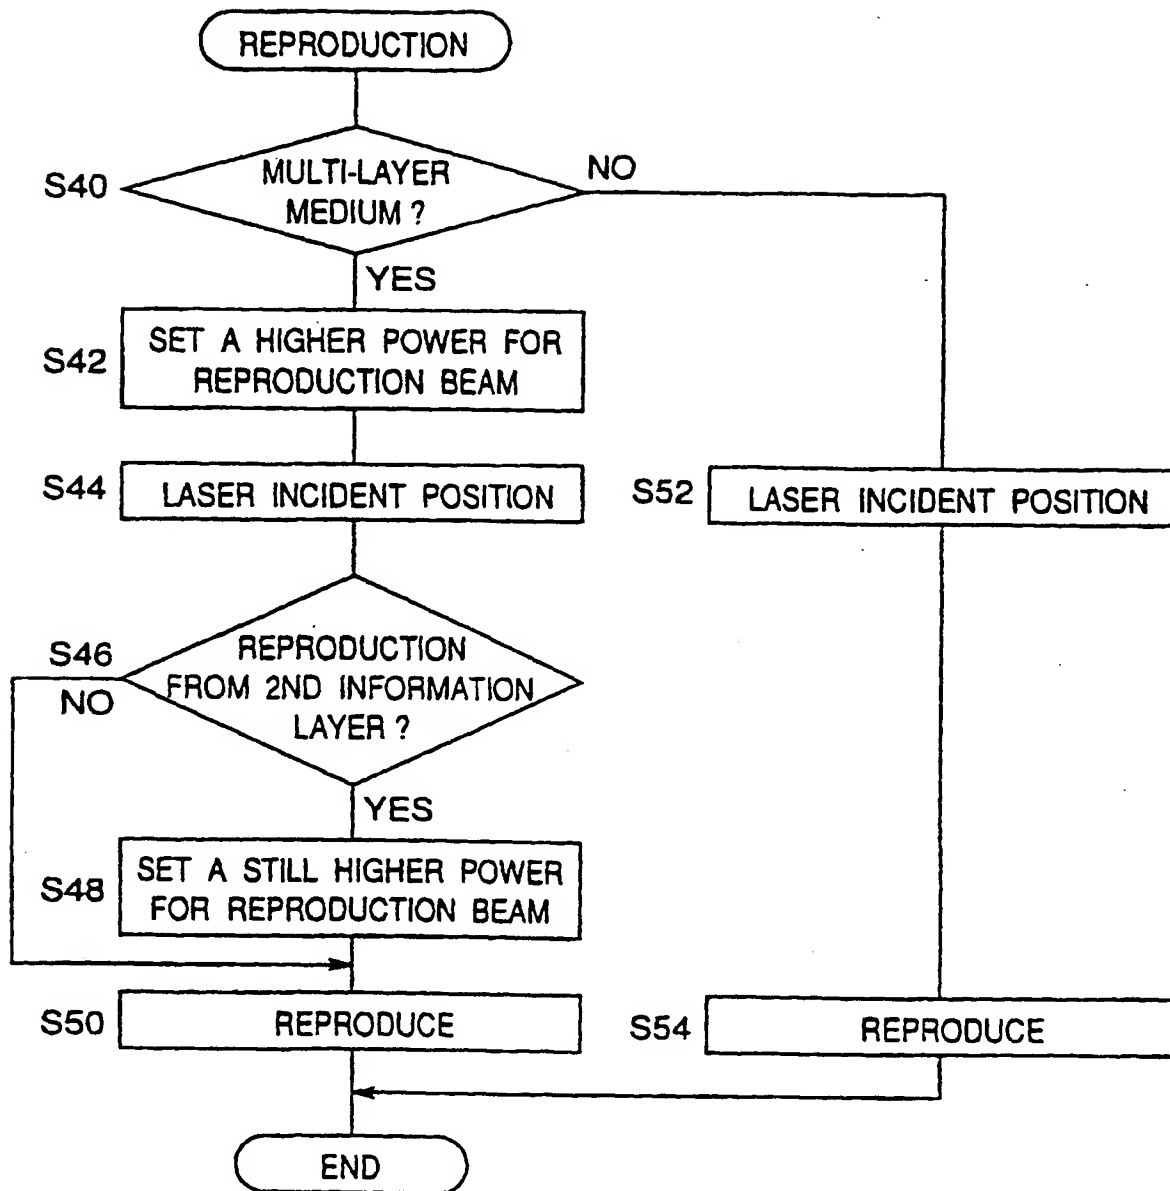 REPRODUCTION
S40
MULTI-LAYER
MEDIUM ?
NO
YES
S42
SET A HIGHER POWER FOR
REPRODUCTION BEAM
S44
LASER INCIDENT POSITION
S52
LASER INCIDENT POSITION
S46
NO
REPRODUCTION
FROM 2ND INFORMATION
LAYER ?
YES
S48
SET A STILL HIGHER POWER
FOR REPRODUCTION BEAM
S50
REPRODUCE
S54
REPRODUCE
END